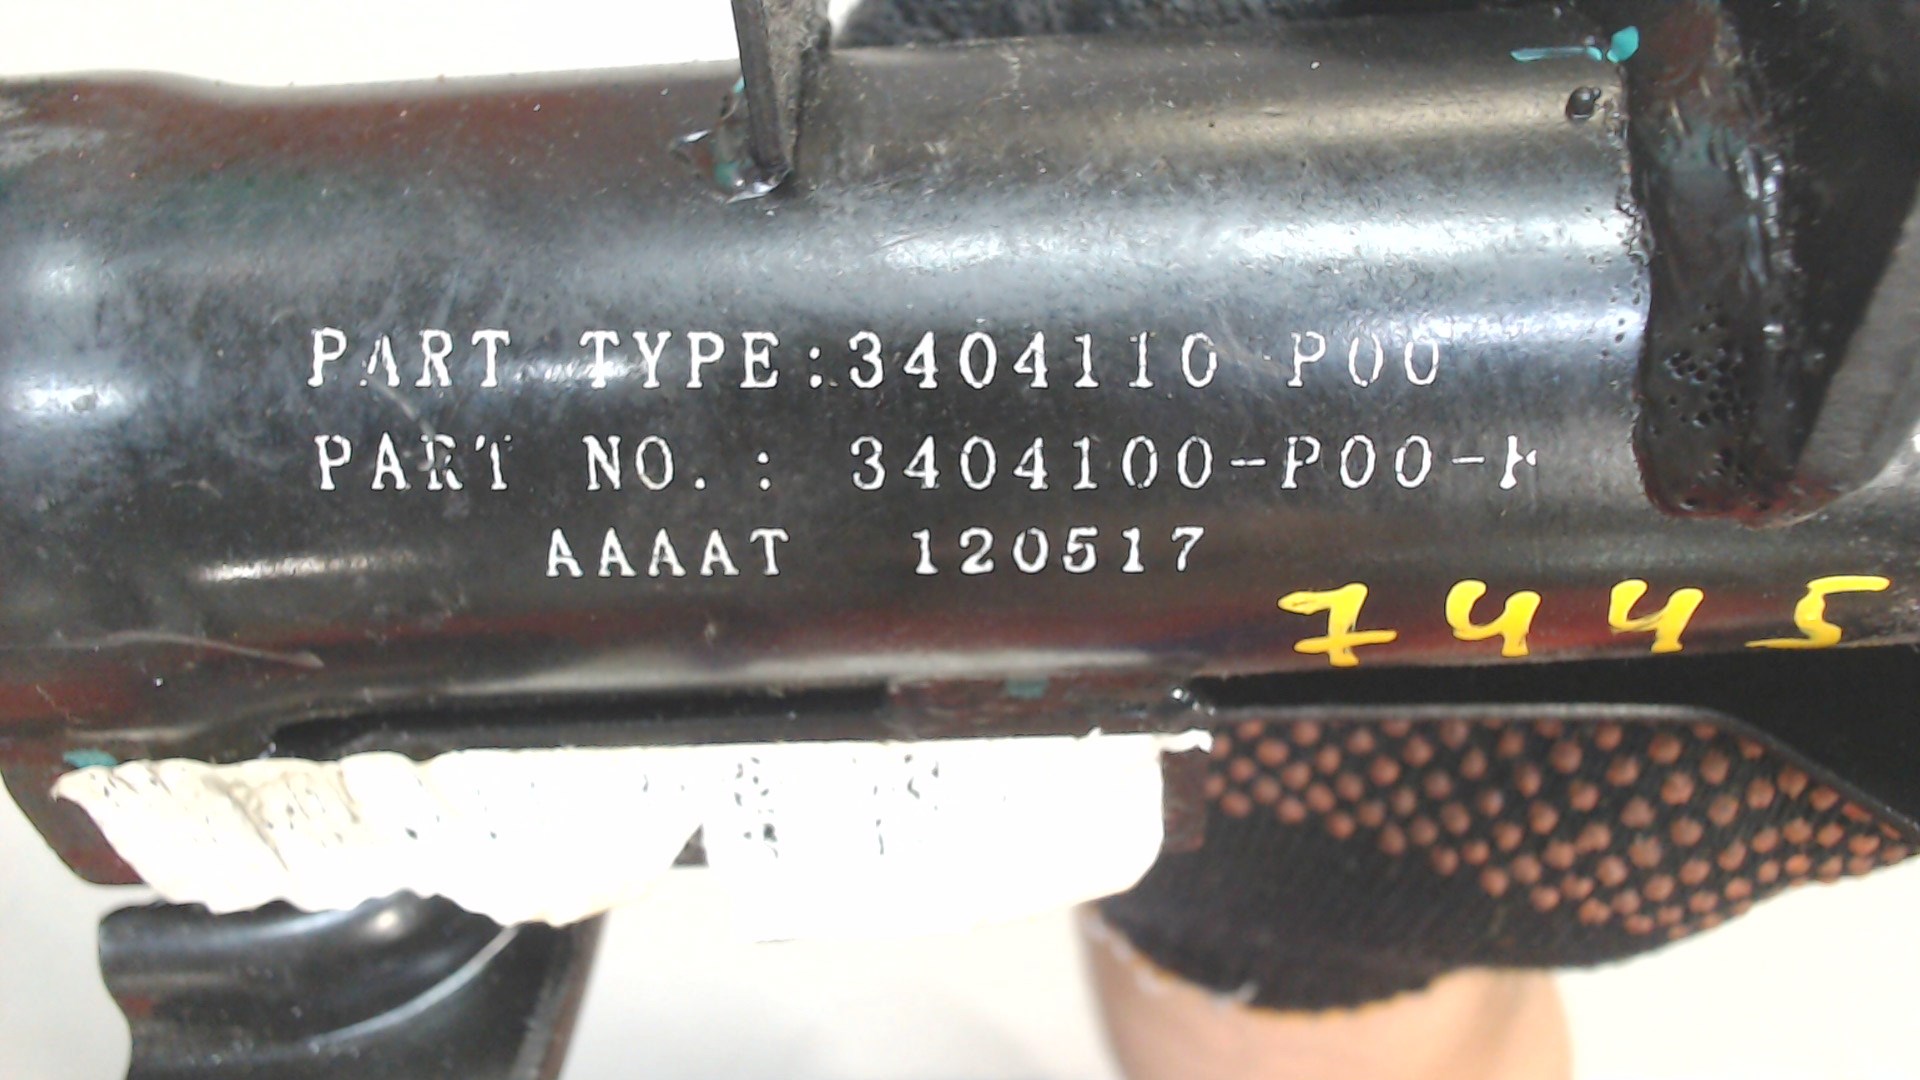 PART TYPE:3404110 P00
PART NO.: 3404100-P00-
AAAAT 120517
7445